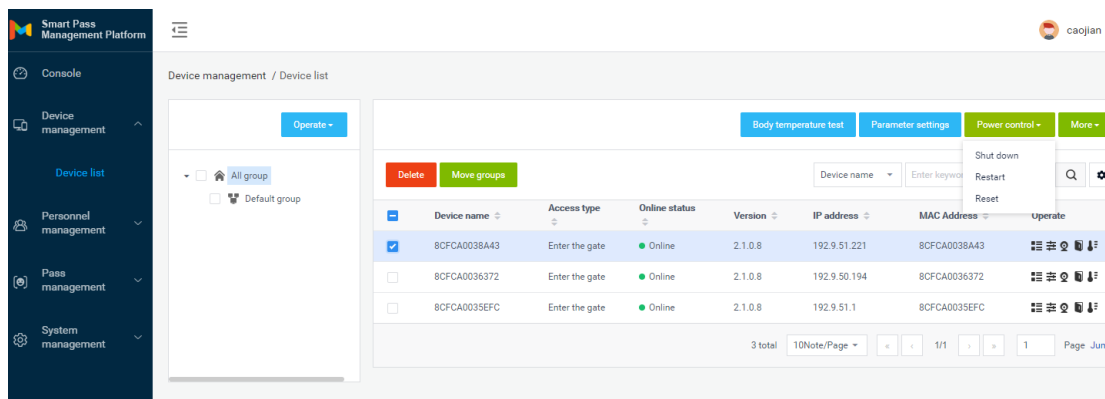 Smart Pass
Management Platform
caojian
Console
Device management / Device list
Device
management
Operate
Body temperature test
Parameter settings
Power control
More
Shut down
Restart
Reset
Device list
All group
Default group
Delete
Move groups
Device name
Enter keywo
Personnel
management
Device name
Access type
Online status
Version
IP address
MAC Address
Operate
8CFCA0038A43 Enter the gate Online 2.1.0.8 192.9.51.221 8CFCA0038A43
8CFCA0036372 Enter the gate Online 2.1.0.8 192.9.50.194 8CFCA0036372
8CFCA0035EFC Enter the gate Online 2.1.0.8 192.9.51.1 8CFCA0035EFC
Pass
management
System
management
3 total 10Note/Page « ‹ 1/1 › » 1 Page Jum